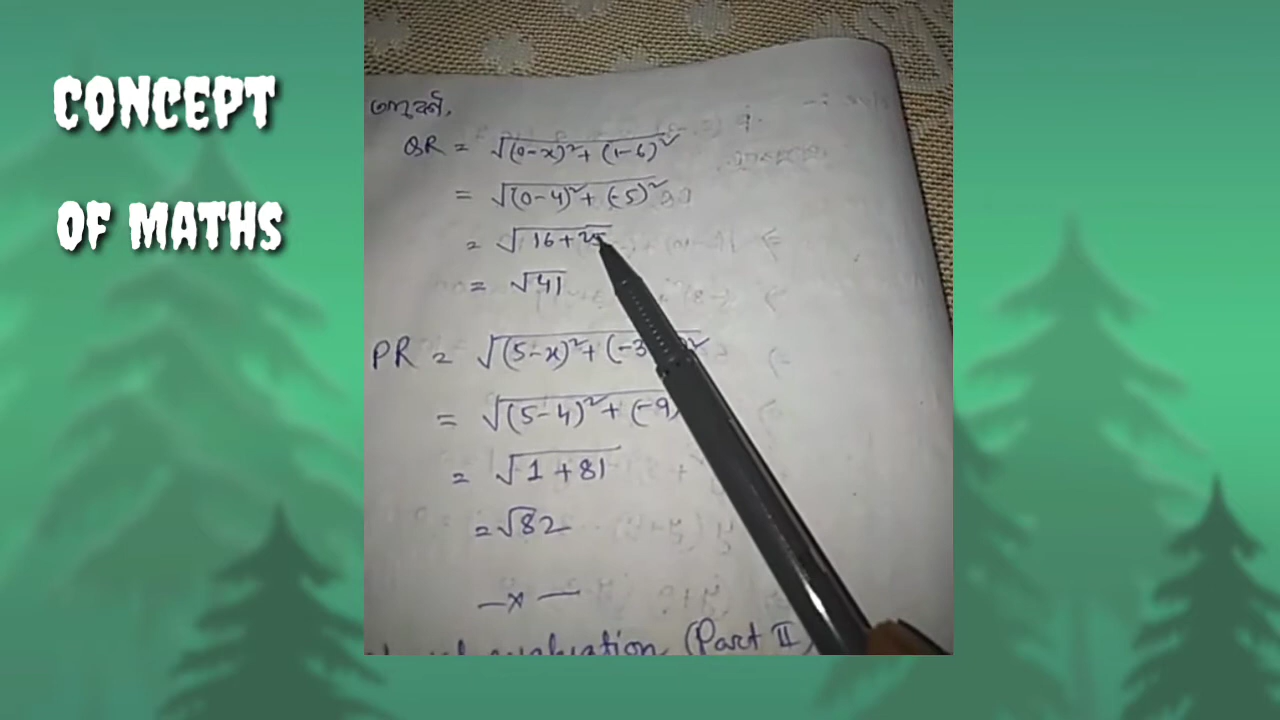 CONCEPT
OF MATHS
QR = √(0-x)² + (1-6)²
= √(0-4)² + (-5)²
= √16+25
= √41
PR = √(5-x)² + (-3
= √(5-4)² + (-9)
= √1+81
= √82
—x—
evaluation (Part II)